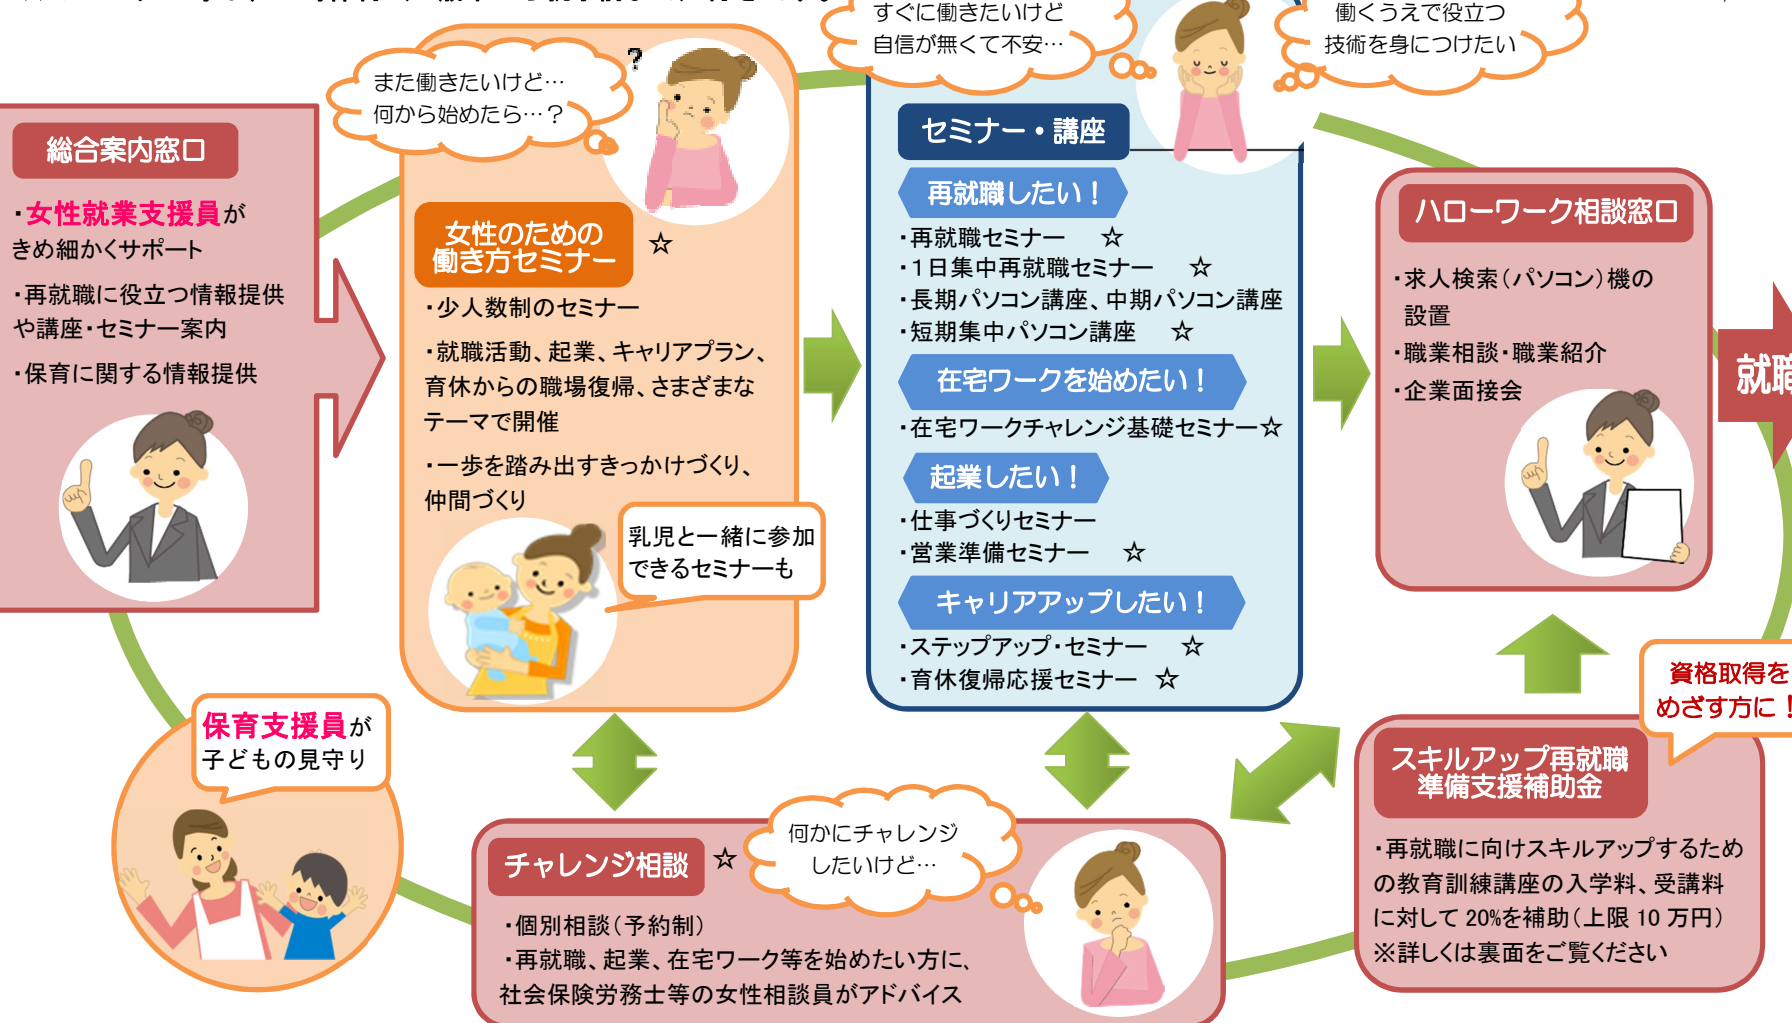 総合案内窓口
・女性就業支援員が
きめ細かくサポート
・再就職に役立つ情報提供
や講座・セミナー案内
・保育に関する情報提供
保育支援員が
子どもの見守り
また働きたいけど…
何から始めたら…？
?
女性のための
働き方セミナー
☆
・少人数制のセミナー
・就職活動、起業、キャリアプラン、
育休からの職場復帰、さまざまな
テーマで開催
・一歩を踏み出すきっかけづくり、
仲間づくり
乳児と一緒に参加
できるセミナーも
すぐに働きたいけど
自信が無くて不安…
働くうえで役立つ
技術を身につけたい
セミナー・講座
再就職したい！
・再就職セミナー ☆
・１日集中再就職セミナー ☆
・長期パソコン講座、中期パソコン講座
・短期集中パソコン講座 ☆
在宅ワークを始めたい！
・在宅ワークチャレンジ基礎セミナー☆
起業したい！
・仕事づくりセミナー
・営業準備セミナー ☆
キャリアアップしたい！
・ステップアップ・セミナー ☆
・育休復帰応援セミナー ☆
ハローワーク相談窓口
・求人検索（パソコン）機の
設置
・職業相談・職業紹介
・企業面接会
就職
チャレンジ相談 ☆
何かにチャレンジ
したいけど…
・個別相談（予約制）
・再就職、起業、在宅ワーク等を始めたい方に、
社会保険労務士等の女性相談員がアドバイス
資格取得を
めざす方に！
スキルアップ再就職
準備支援補助金
・再就職に向けスキルアップするため
の教育訓練講座の入学料、受講料
に対して 20%を補助（上限 10 万円）
※詳しくは裏面をご覧ください